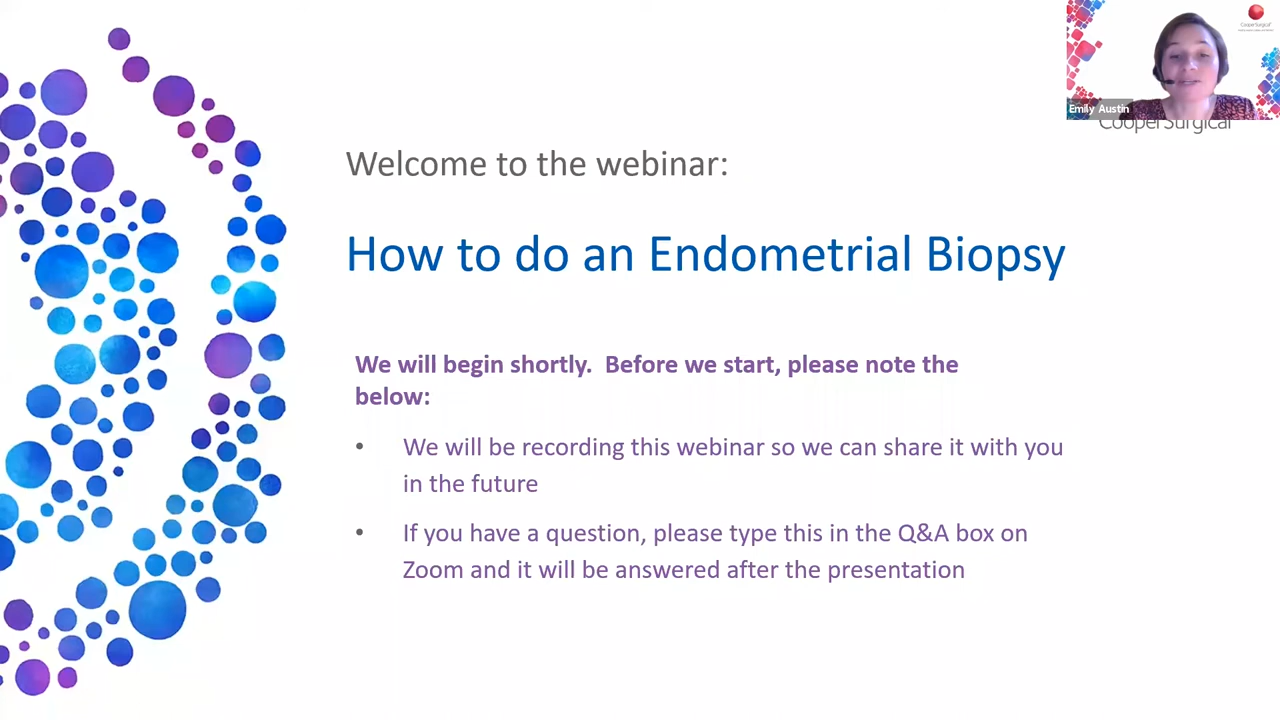 CooperSurgical
Emily Austin
CooperSurgical
Welcome to the webinar:
How to do an Endometrial Biopsy
We will begin shortly.  Before we start, please note the
below:
• We will be recording this webinar so we can share it with you
in the future
• If you have a question, please type this in the Q&A box on
Zoom and it will be answered after the presentation